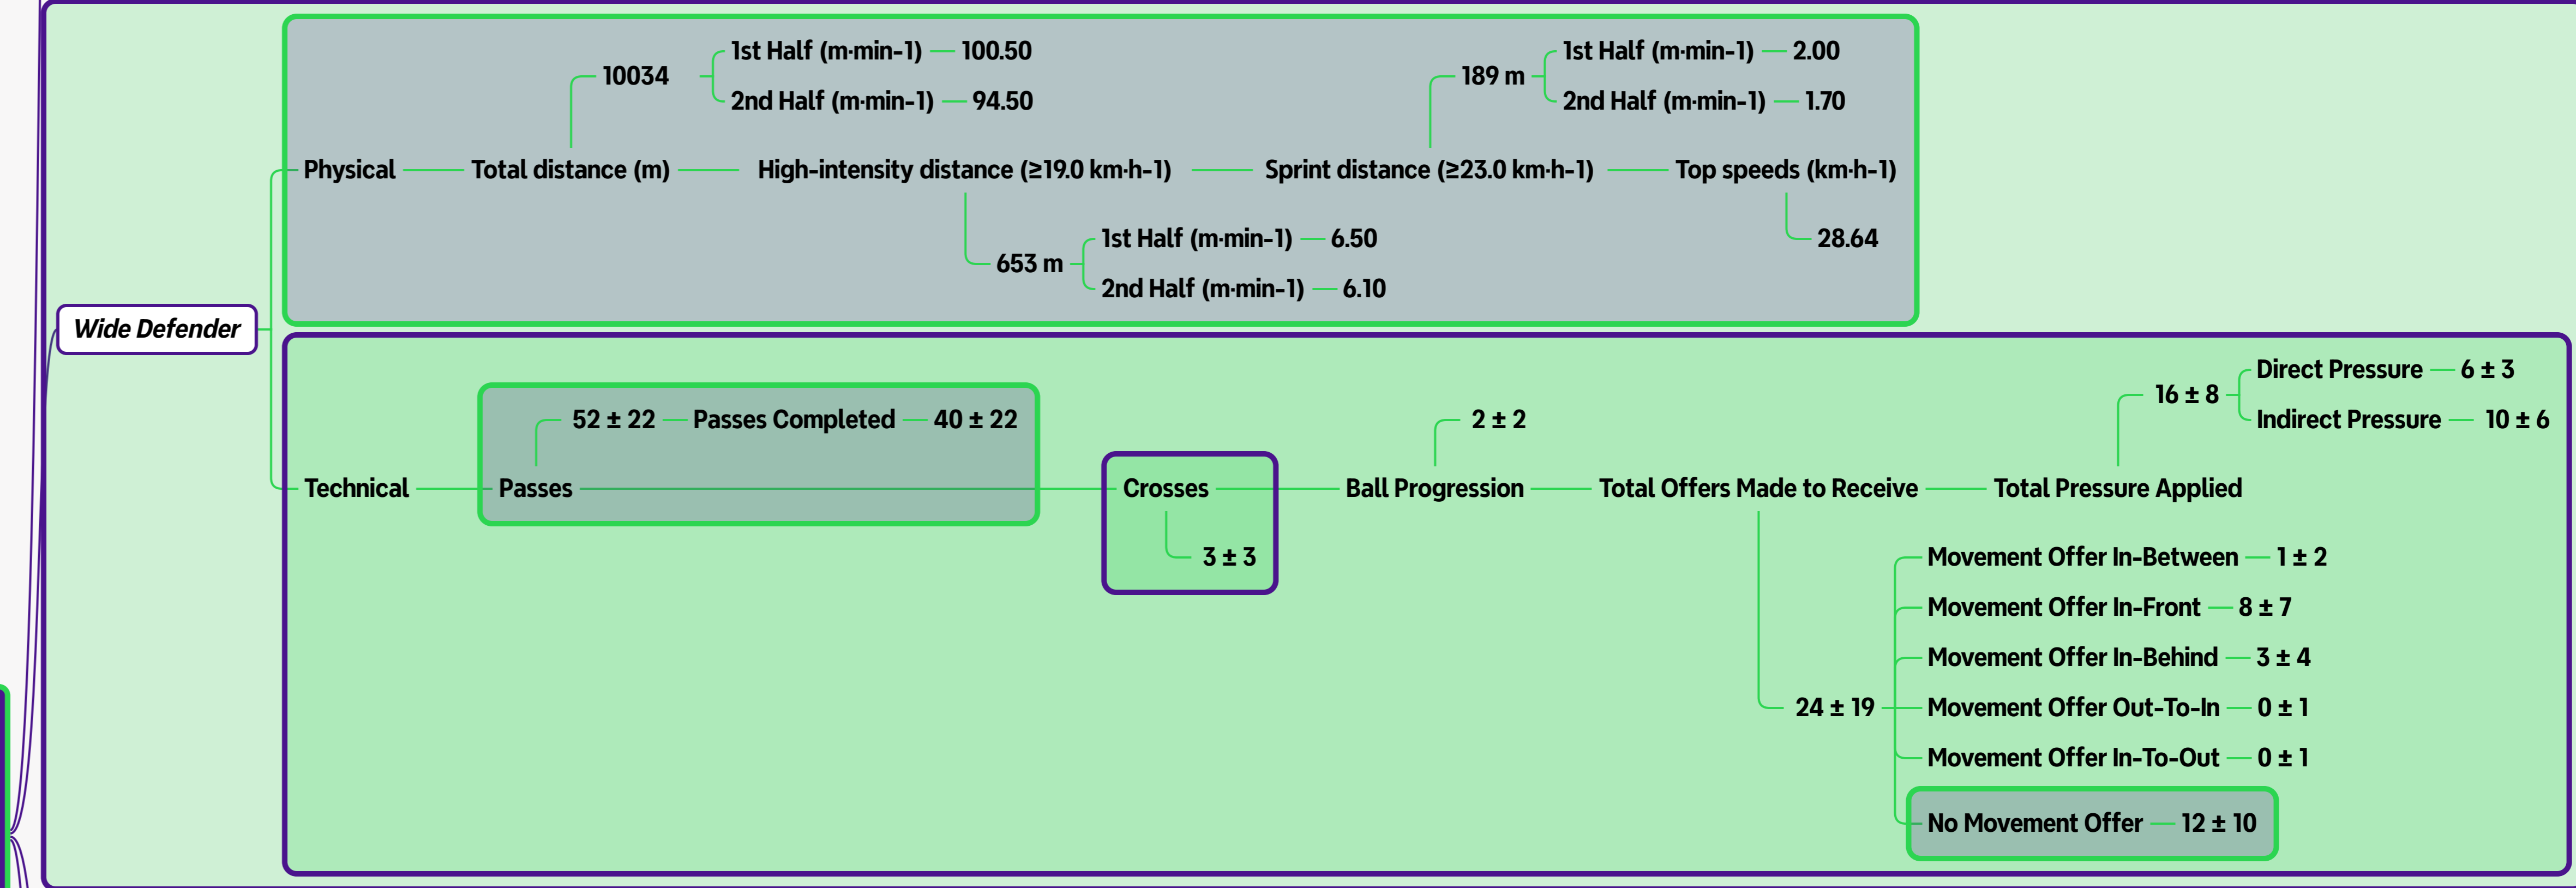 1st Half (m·min-1) 100.50
10034
2nd Half (m·min-1) 94.50
1st Half (m·min-1) 2.00
189 m
2nd Half (m·min-1) 1.70
Physical Total distance (m) High-intensity distance (≥19.0 km·h-1) Sprint distance (≥23.0 km·h-1) Top speeds (km·h-1)
1st Half (m·min-1) 6.50
653 m
2nd Half (m·min-1) 6.10
28.64
Wide Defender
52 ± 22 Passes Completed 40 ± 22
2 ± 2
Direct Pressure 6 ± 3
16 ± 8
Indirect Pressure 10 ± 6
Technical Passes Crosses Ball Progression Total Offers Made to Receive Total Pressure Applied
3 ± 3
Movement Offer In-Between 1 ± 2
Movement Offer In-Front 8 ± 7
Movement Offer In-Behind 3 ± 4
24 ± 19 Movement Offer Out-To-In 0 ± 1
Movement Offer In-To-Out 0 ± 1
No Movement Offer 12 ± 10